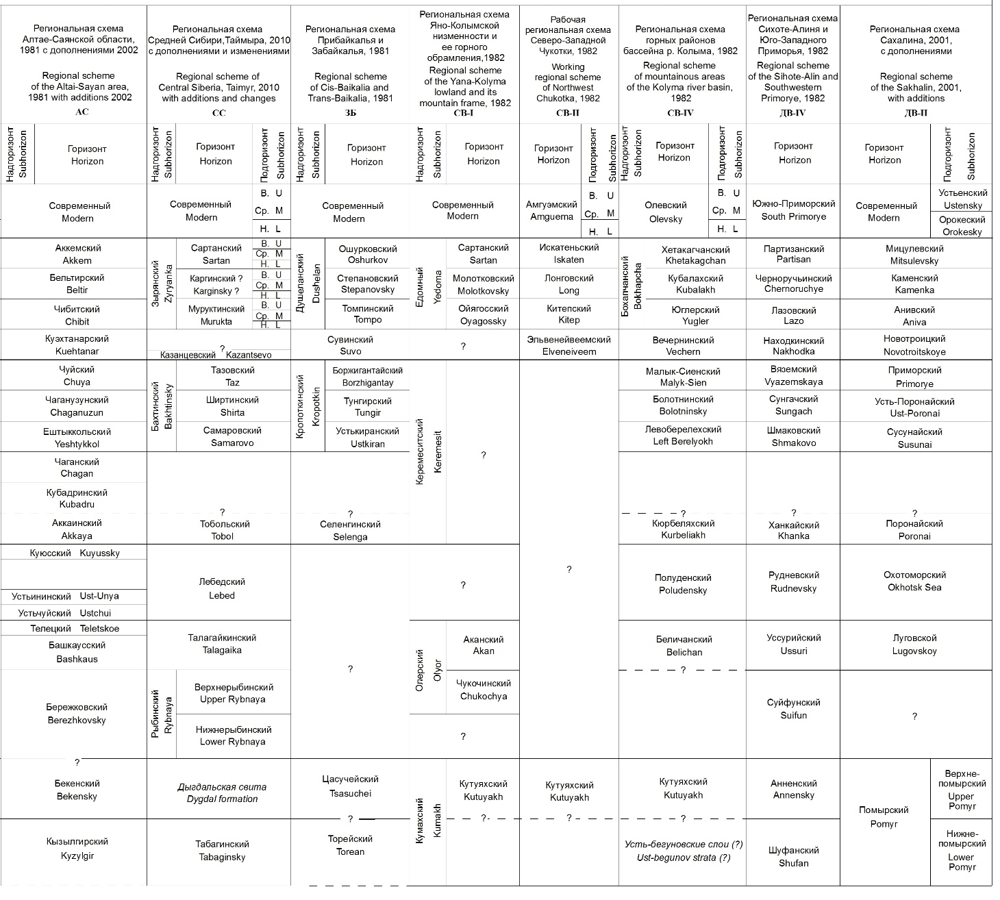 Региональная схема
Алтае-Саянской области,
1981 с дополнениями 2002
Regional scheme
of the Altai-Sayan area,
1981 with additions 2002
АС
Региональная схема
Средней Сибири,Таймыра, 2010
с дополнениями и изменениями
Regional scheme of
Central Siberia, Taimyr, 2010
with additions and changes
СС
Региональная схема
Прибайкалья и
Забайкалья, 1981
Regional scheme
of Cis-Baikalia and
Trans-Baikalia, 1981
ЗБ
Региональная схема
Яно-Колымской
низменности и
ее горного
обрамления,1982
Regional scheme
of the Yana-Kolyma
lowland and its
mountain frame, 1982
СВ-I
Рабочая
региональная схема
Северо-Западной
Чукотки, 1982
Working
regional scheme
of Northwest
Chukotka, 1982
СВ-II
Региональная схема
горных районов
бассейна р. Колыма, 1982
Regional scheme
of mountainous areas
of the Kolyma river basin,
1982
СВ-IV
Региональная схема
Сихоте-Алиня и
Юго-Западного
Приморья, 1982
Regional scheme
of the Sihote-Alin and
Southwestern
Primorye, 1982
ДВ-IV
Региональная схема
Сахалина, 2001,
с дополнениями
Regional scheme
of the Sakhalin, 2001,
with additions
ДВ-II
Надгоризонт
Subhorizon
Горизонт
Horizon
Надгоризонт
Subhorizon
Горизонт
Horizon
Подгоризонт
Subhorizon
Надгоризонт
Subhorizon
Горизонт
Horizon
Надгоризонт
Subhorizon
Горизонт
Horizon
Горизонт
Horizon
Подгоризонт
Subhorizon
Надгоризонт
Subhorizon
Горизонт
Horizon
Подгоризонт
Subhorizon
Горизонт
Horizon
Горизонт
Horizon
Подгоризонт
Subhorizon
Современный
Modern
Современный
Modern
В. U
Ср. M
Н. L
Современный
Modern
Современный
Modern
Амгуэмский
Amguema
В. U
Ср. M
Н. L
Олевский
Olevsky
В. U
Ср. M
Н. L
Южно-Приморский
South Primorye
Современный
Modern
Устьенский
Ustensky
Орокеский
Orokesky
Аккемский
Akkem
Зырянский
Zyryanka
Сартанский
Sartan
В. U
Ср. M
Н. L
Душеланский
Dushelan
Ошурковский
Oshurkov
Едомный
Yedoma
Сартанский
Sartan
Искатеньский
Iskaten
Бохапчанский
Bokhapcha
Хетакагчанский
Khetakagchan
Партизанский
Partisan
Мицулевский
Mitsulevsky
Бельтирский
Beltir
Каргинский ?
Karginsky ?
В. U
Ср. M
Н. L
Степановский
Stepanovsky
Молотковский
Molotkovsky
Лонговский
Long
Кубалахский
Kubalakh
Черноручьинский
Chernoruchye
Каменский
Kamenka
Чибитский
Chibit
Муруктинский
Murukta
В. U
Ср. M
Н. L
Томпинский
Tompo
Ойягосский
Oyagossky
Китепский
Kitep
Юглерский
Yugler
Лазовский
Lazo
Анивский
Aniva
Куэхтанарский
Kuehtanar
?
Казанцевский Kazantsevo
Сувинский
Suvo
?
Эльвенейвеемский
Elveneiveem
Вечернинский
Vechern
Находкинский
Nakhodka
Новотроицкий
Novotroitskoye
Чуйский
Chuya
Бахтинский
Bakhtinsky
Тазовский
Taz
Кропоткинский
Kropotkin
Боржигантайский
Borzhigantay
Керемеситский
Keremesit
?
Малык-Сиенский
Malyk-Sien
Вяземский
Vyazemskaya
Приморский
Primorye
Чаганузунский
Chaganuzun
Ширтинский
Shirta
Тунгирский
Tungir
Болотнинский
Bolotninsky
Сунгачский
Sungach
Усть-Поронайский
Ust-Poronai
Ештыккольский
Yeshtykkol
Самаровский
Samarovo
Устькиранский
Ustkiran
Левоберелехский
Left Berelyokh
Шмаковский
Shmakovo
Сусунайский
Susunai
Чаганский
Chagan
Кубадринский
Kubadru
?
?
?
?
?
Аккаинский
Akkaya
Тобольский
Tobol
Селенгинский
Selenga
Кюрбеляхский
Kurbeliakh
Ханкайский
Khanka
Поронайский
Poronai
Куюсский Kuyussky
Устьининский Ust-Unya
Устьчуйский Ustchui
Лебедский
Lebed
?
?
?
Полуденский
Poludensky
Рудневский
Rudnevsky
Охотоморский
Okhotsk Sea
Телецкий Teletskoe
Башкаусский
Bashkaus
Талагайкинский
Talagaika
Олерский
Olyor
Аканский
Akan
Беличанский
Belichan
?
Уссурийский
Ussuri
Луговской
Lugovskoy
Бережковский
Berezhkovsky
?
Рыбинский
Rybnaya
Верхнерыбинский
Upper Rybnaya
Нижнерыбинский
Lower Rybnaya
Чукочинский
Chukochya
?
Суйфунский
Suifun
?
Бекенский
Bekensky
Дыгдальская свита
Dygdal formation
Цасучейский
Tsasuchei
?
Кумахский
Kumakh
Кутуяхский
Kutuyakh
?
Кутуяхский
Kutuyakh
?
Кутуяхский
Kutuyakh
?
Анненский
Annensky
Помырский
Pomyr
Верхне-
помырский
Upper
Pomyr
Кызылгирский
Kyzylgir
Табагинский
Tabaginsky
Торейский
Torean
Усть-бегуновские слои (?)
Ust-begunov strata (?)
Шуфанский
Shufan
Нижне-
помырский
Lower
Pomyr